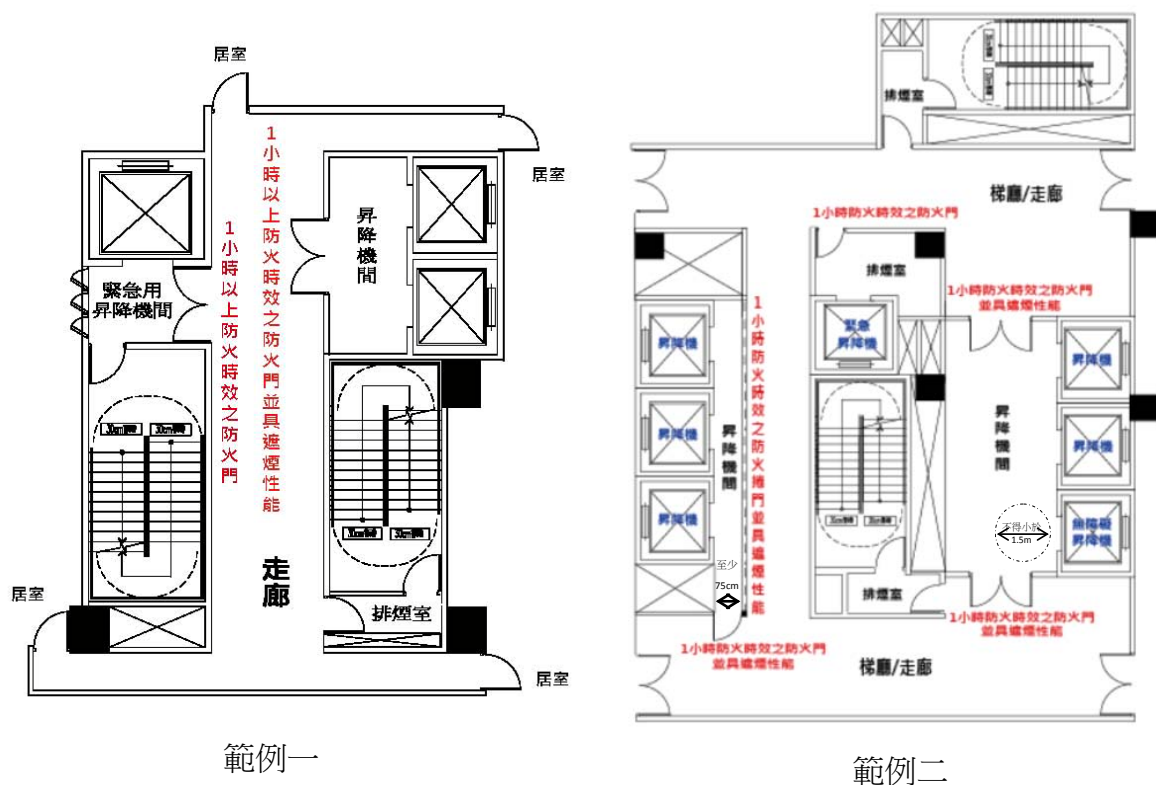 居室
居室
1小時以上防火時效之防火門並具遮煙性能
1小時以上防火時效之防火門
昇降機間
緊急用
昇降機間
30cm
30cm
30cm
30cm
走廊
居室
排煙室
居室
範例一
排煙室
梯廳/走廊
1小時防火時效之防火門
排煙室
1小時防火時效之防火門
並具遮煙性能
緊急
昇降機
昇降機
昇降機
1小時防火時效之防火捲門並具遮煙性能
昇降機
昇降機
昇降機間
昇降機間
昇降機
無障礙
昇降機
不得小於
1.5m
至少
75cm
排煙室
1小時防火時效之防火門
並具遮煙性能
1小時防火時效之防火門
並具遮煙性能
梯廳/走廊
範例二